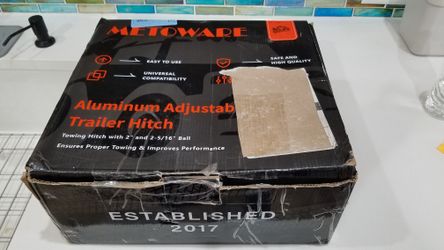 METOWARE
EASY TO USE
SAFE AND
HIGH QUALITY
UNIVERSAL
COMPATIBILITY
Aluminum Adjustab
Trailer Hitch
Towing Hitch with 2" and 2-5/16" Ball
Ensures Proper Towing & Improves Performance
ESTABLISHED
2017